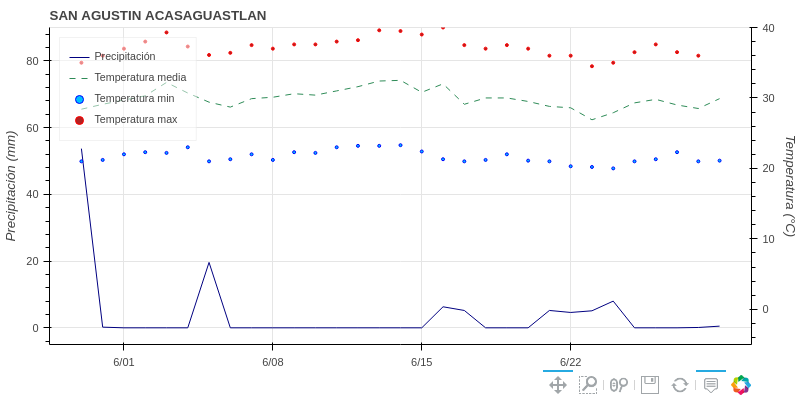 SAN AGUSTIN ACASAGUASTLAN
Precipitación
Temperatura media
Temperatura min
Temperatura max
Precipitación (mm)
80
60
40
20
0
40
30
20
10
0
Temperatura (°C)
6/01
6/08
6/15
6/22